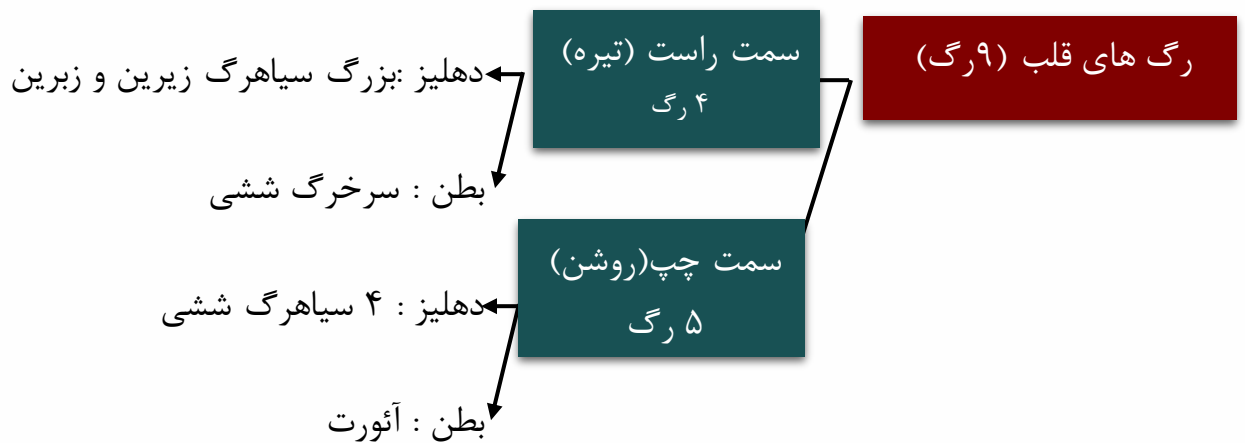 رگ های قلب (۹رگ)
سمت راست (تیره)
۴ رگ
دهلیز :بزرگ سیاهرگ زیرین و زبرین
بطن : سرخرگ ششی
سمت چپ(روشن)
۵ رگ
دهلیز : ۴ سیاهرگ ششی
بطن : آئورت